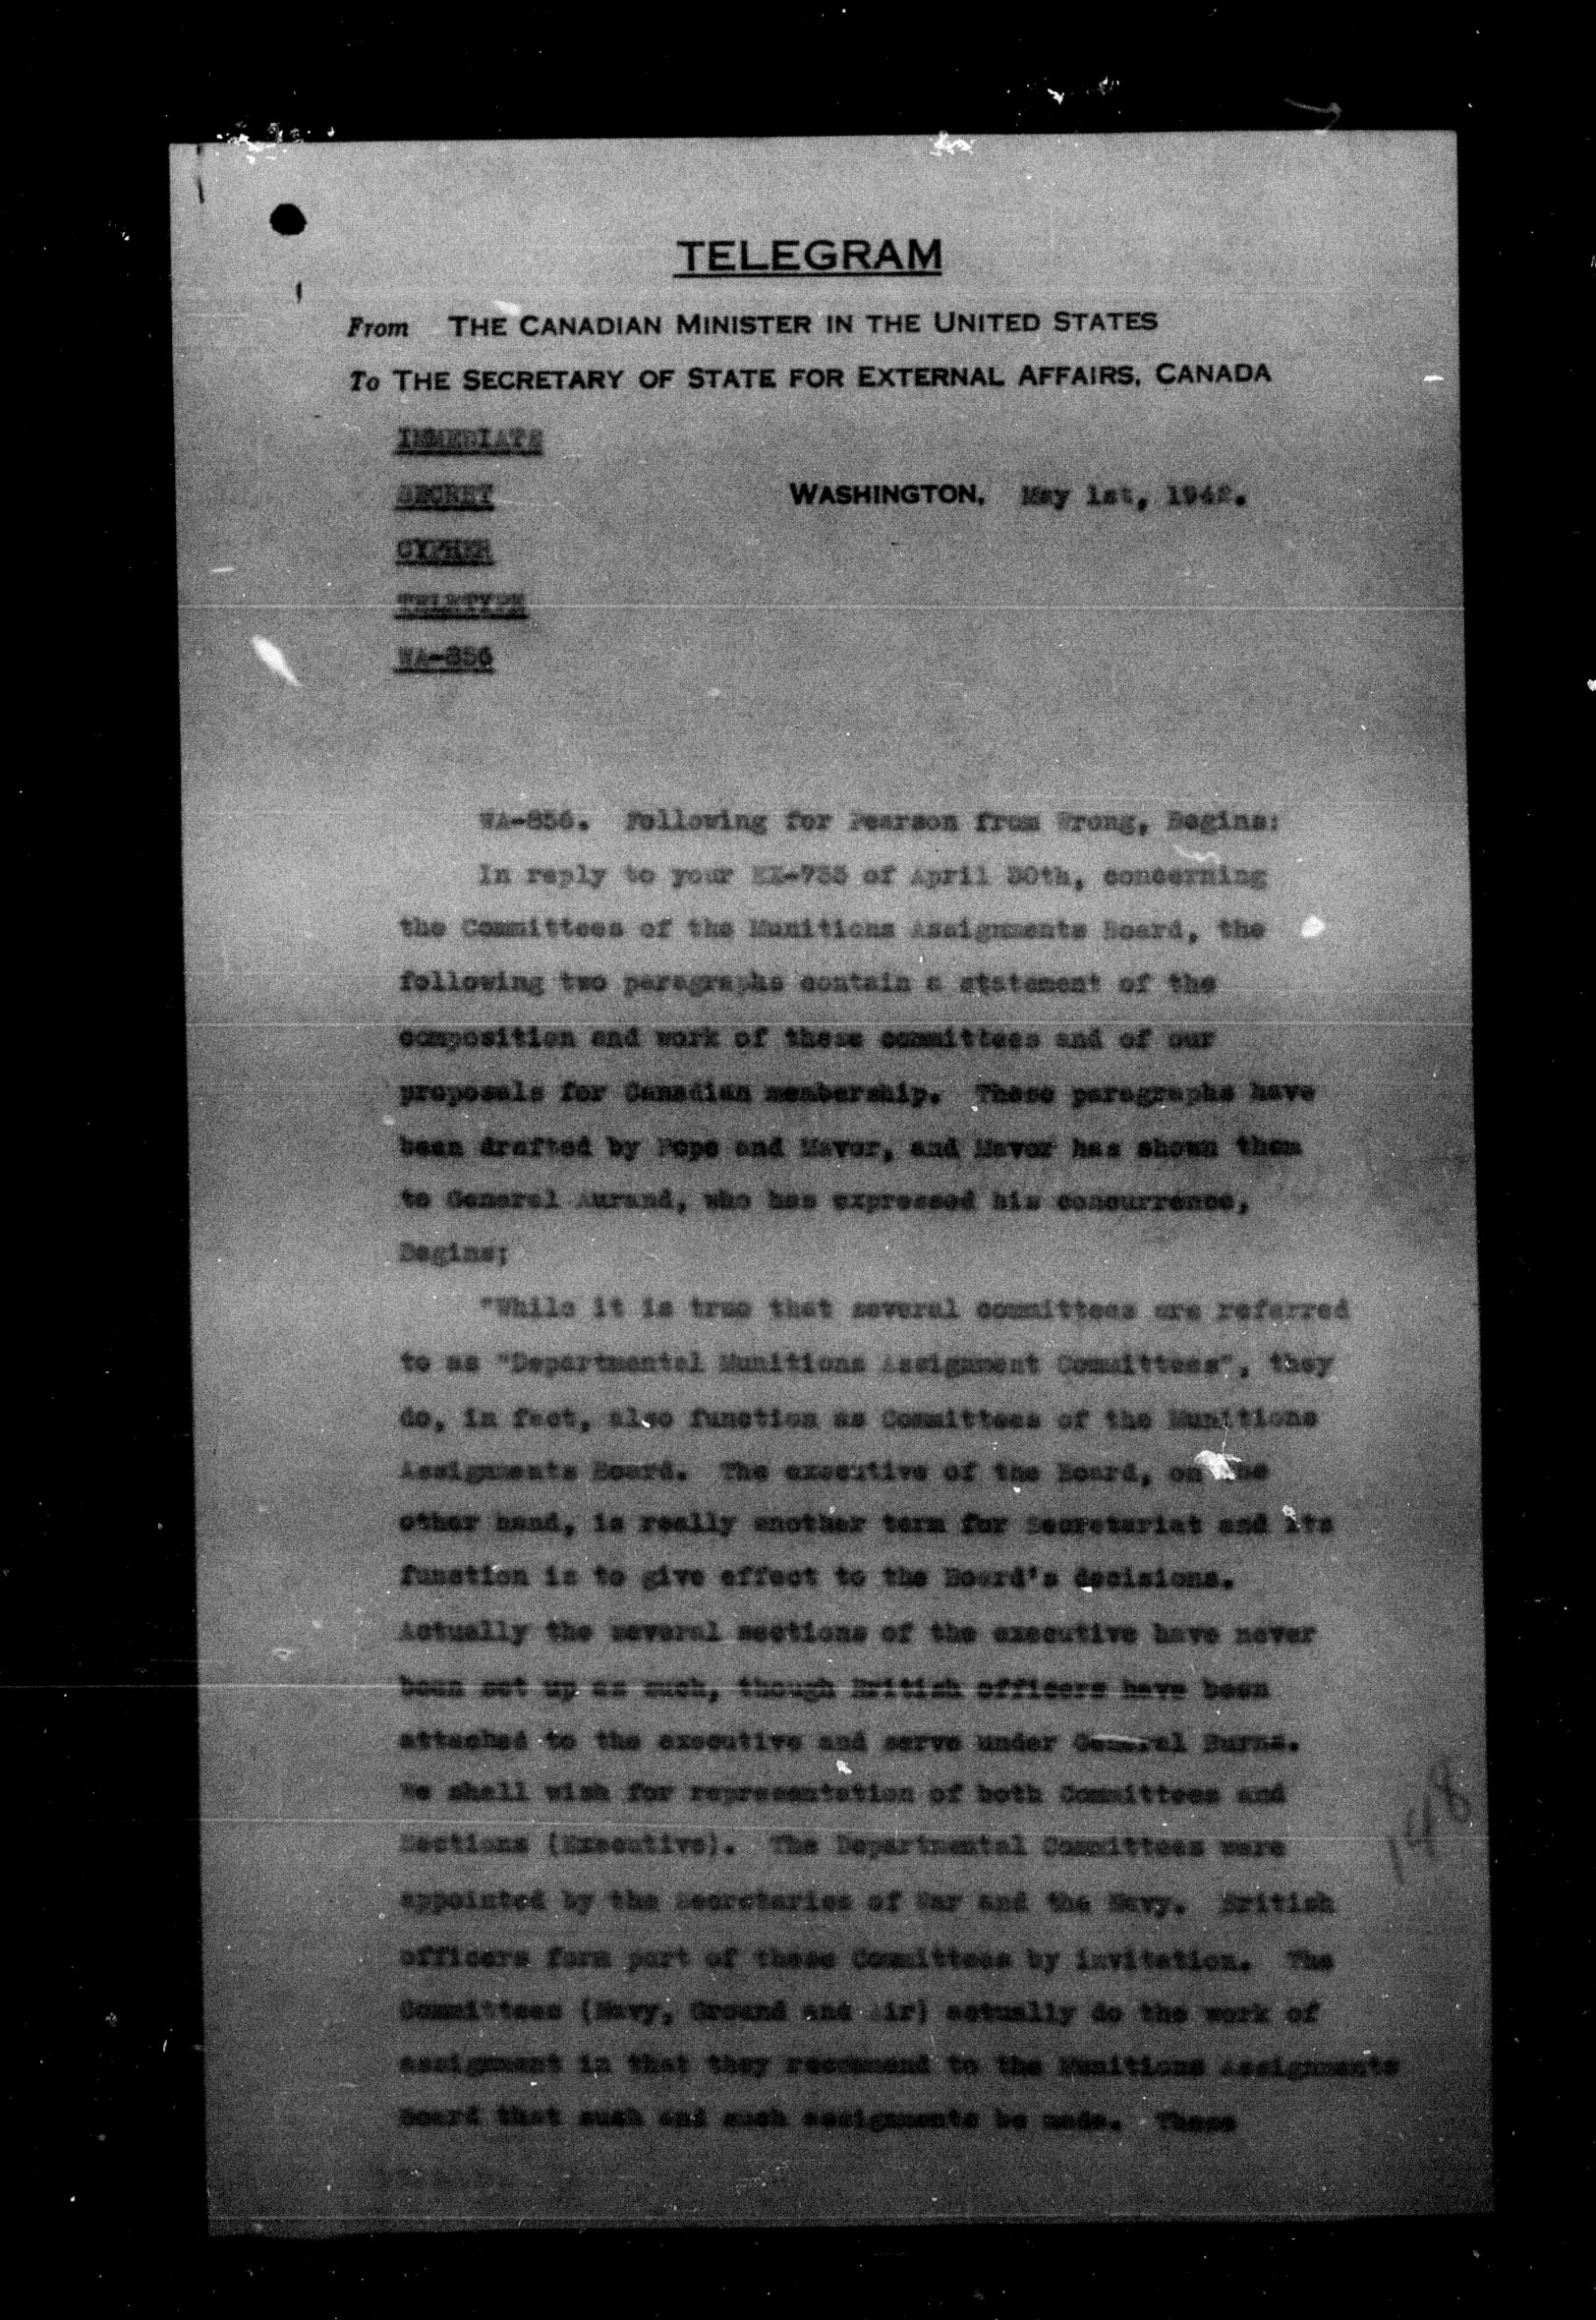 TELEGRAM
From THE CANADIAN MINISTER IN THE UNITED STATES
To THE SECRETARY OF STATE FOR EXTERNAL AFFAIRS, CANADA
IMMEDIATE
SECRET
WASHINGTON, May 1st, 1942.
CYPHER
TELETYPE
WA-856
WA-856. Following for Pearson from Wrong, Begins:
In reply to your EX-735 of April 30th, concerning
the Committees of the Munitions Assignments Board, the
following two paragraphs contain a statement of the
composition and work of these committees and of our
proposals for Canadian membership. These paragraphs have
been drafted by Pope and Mavor, and Mavor has shown them
to General Aurand, who has expressed his concurrence,
Begins;
"While it is true that several committees are referred
to as "Departmental Munitions Assignment Committees", they
do, in fact, also function as Committees of the Munitions
Assignments Board. The executive of the Board, on the
other hand, is really another term for Secretariat and its
function is to give effect to the Board's decisions.
Actually the several sections of the executive have never
been set up as such, though British officers have been
attached to the executive and serve under General Burns.
We shall wish for representation of both Committees and
Sections (Executive). The Departmental Committees were
appointed by the Secretaries of War and the Navy. British
officers form part of these Committees by invitation. The
Committees (Navy, Ground and Air) actually do the work of
assignment in that they recommend to the Munitions Assignments
Board that such and such assignments be made. These
148